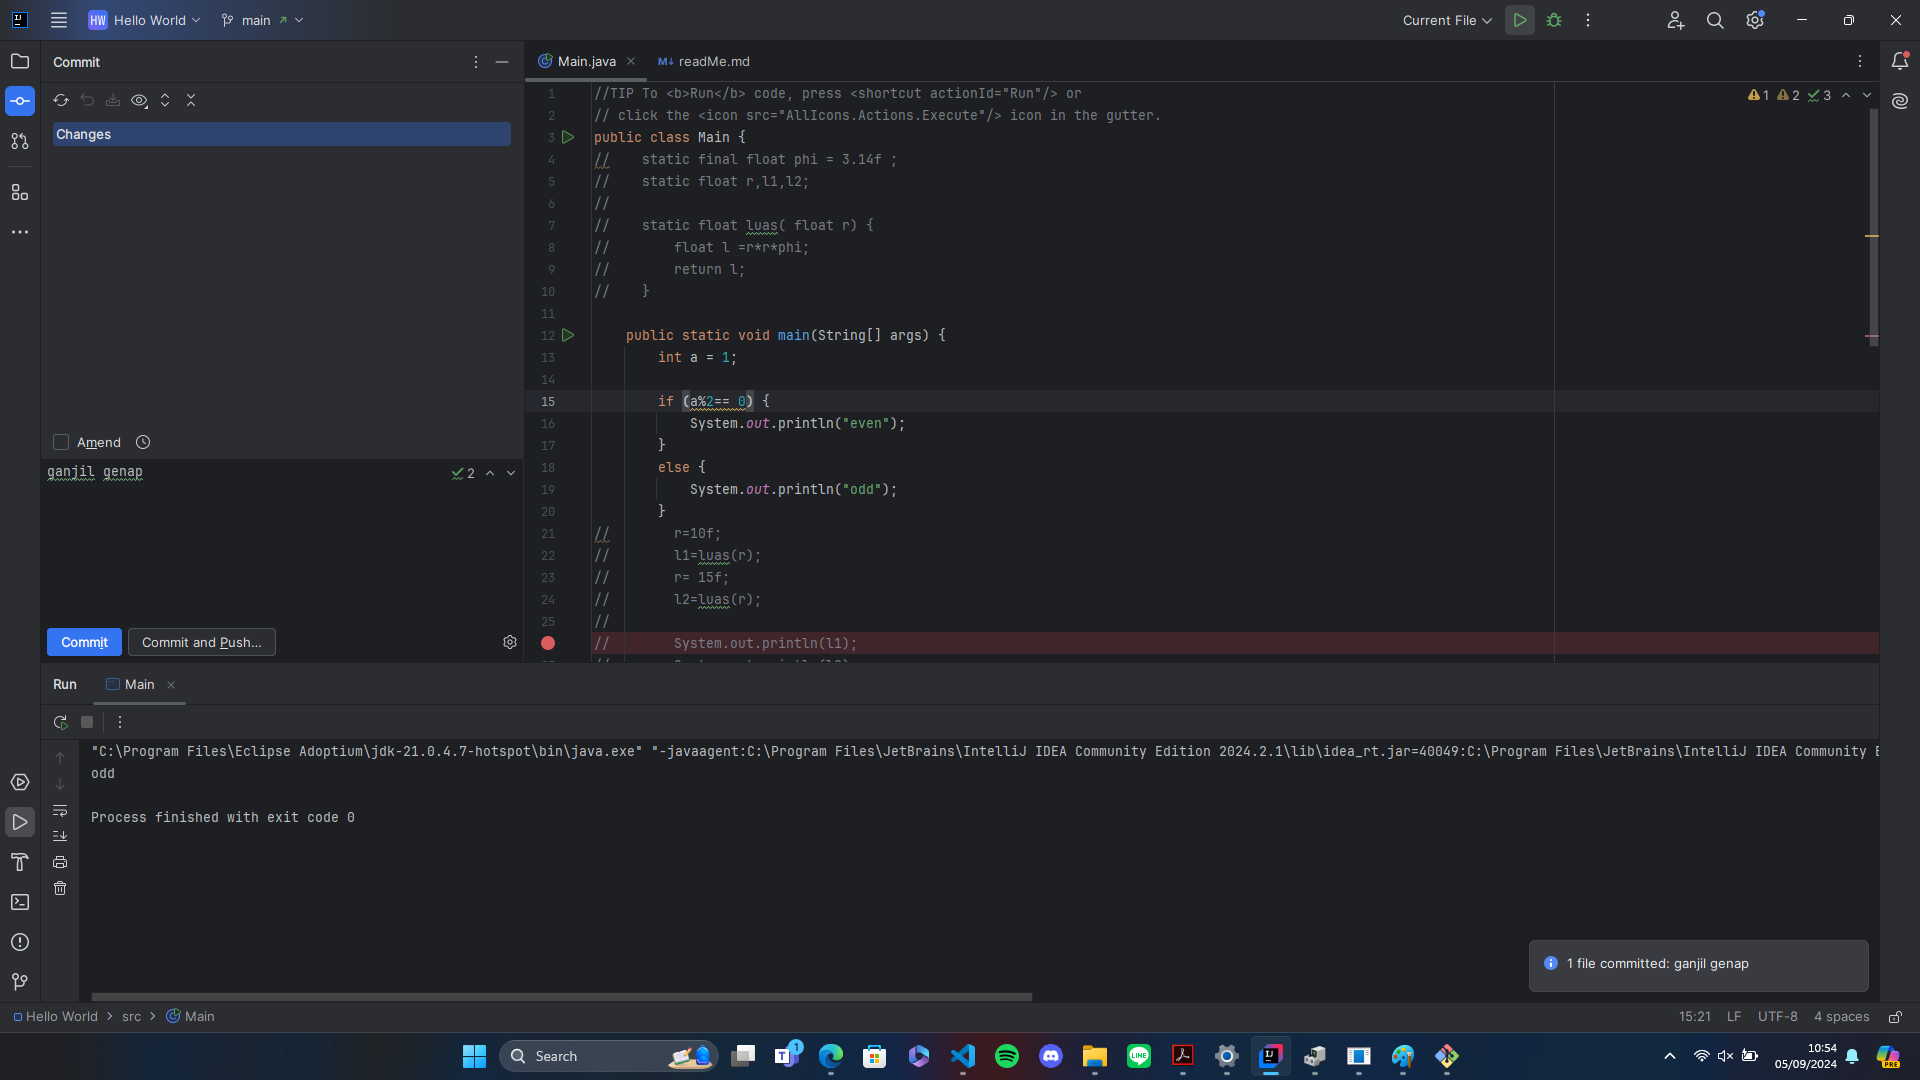 HW Hello World main Current File
Commit
Main.java readMe.md
Changes
Amend
ganjil genap 2
Commit Commit and Push...
1 //TIP To <b>Run</b> code, press <shortcut actionId="Run"/> or
2 // click the <icon src="AllIcons.Actions.Execute"/> icon in the gutter.
3 public class Main {
4 //    static final float phi = 3.14f ;
5 //    static float r,l1,l2;
6 //
7 //    static float luas( float r) {
8 //        float l =r*r*phi;
9 //        return l;
10 //    }
11
12     public static void main(String[] args) {
13         int a = 1;
14
15         if (a%2== 0) {
16             System.out.println("even");
17         }
18         else {
19             System.out.println("odd");
20         }
21 //        r=10f;
22 //        l1=luas(r);
23 //        r= 15f;
24 //        l2=luas(r);
25 //
//        System.out.println(l1);
1 2 3
Run Main
"C:\Program Files\Eclipse Adoptium\jdk-21.0.4.7-hotspot\bin\java.exe" "-javaagent:C:\Program Files\JetBrains\IntelliJ IDEA Community Edition 2024.2.1\lib\idea_rt.jar=40049:C:\Program Files\JetBrains\IntelliJ IDEA Community E
odd
Process finished with exit code 0
1 file committed: ganjil genap
Hello World src Main 15:21 LF UTF-8 4 spaces
Search 1 LINE PRE
10:54
05/09/2024